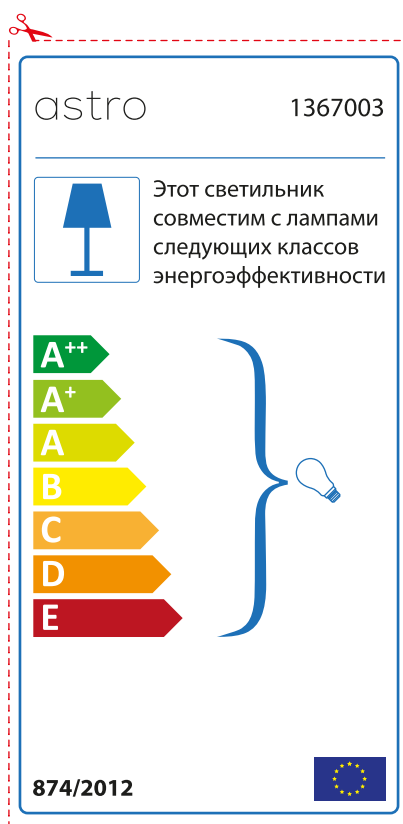 astro
1367003
Этот светильник
совместим с лампами
следующих классов
энергоэффективности
A++
A+
A
B
C
D
E
874/2012